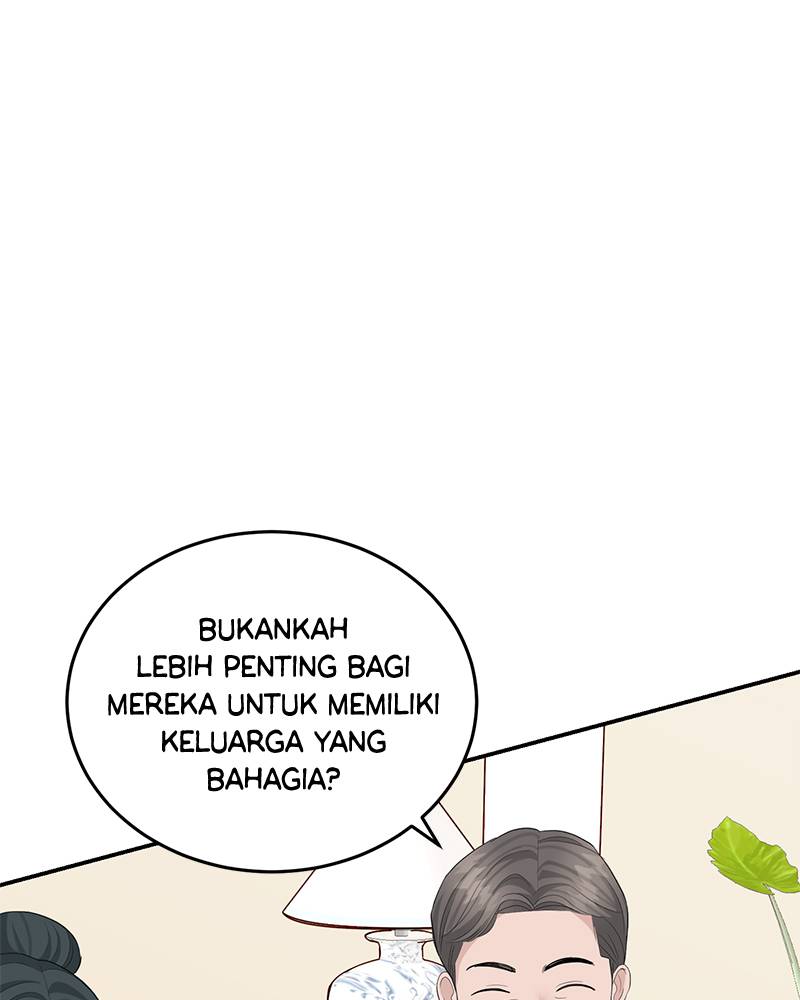 BUKANKAH
LEBIH PENTING BAGI
MEREKA UNTUK MEMILIKI
KELUARGA YANG
BAHAGIA?